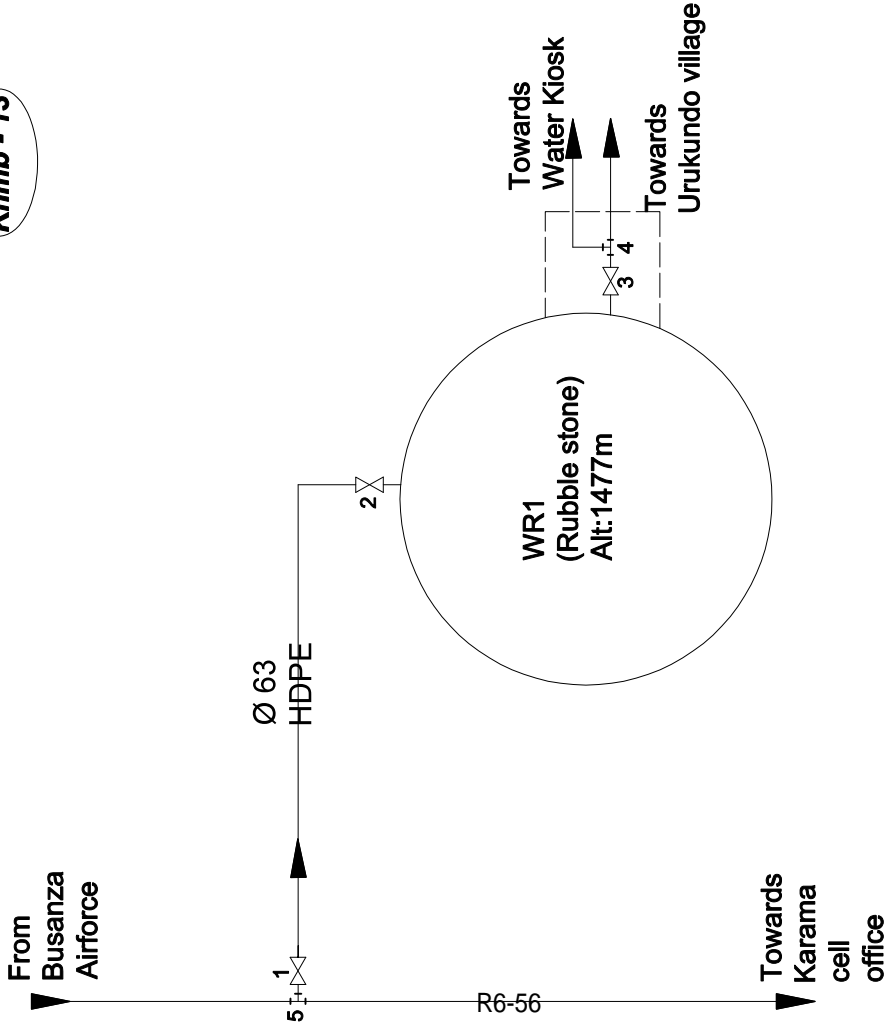 Towards
Water Kiosk
Towards
Urukundo village
4
3
2
WR1
(Rubble stone)
Alt:1477m
Ø 63
HDPE
From
Busanza
Airforce
1
5
R6-56
Towards
Karama
cell
office